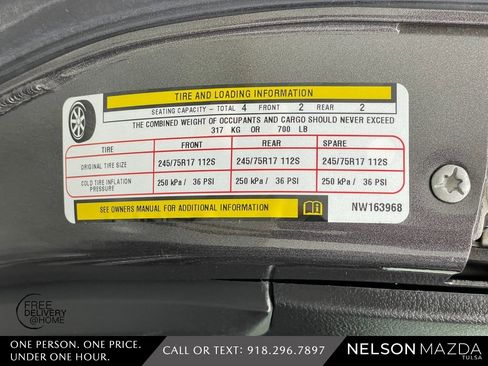 TIRE AND LOADING INFORMATION
SEATING CAPACITY - TOTAL 4 FRONT 2 REAR 2
THE COMBINED WEIGHT OF OCCUPANTS AND CARGO SHOULD NEVER EXCEED
317 KG OR 700 LB
TIRE FRONT REAR SPARE
ORIGINAL TIRE SIZE 245/75R17 112S 245/75R17 112S 245/75R17 112S
COLD TIRE INFLATION PRESSURE 250 kPa / 36 PSI 250 kPa / 36 PSI 250 kPa / 36 PSI
SEE OWNERS MANUAL FOR ADDITIONAL INFORMATION NW163968
FREE
DELIVERY
@HOME
ONE PERSON. ONE PRICE.
UNDER ONE HOUR.
CALL OR TEXT: 918.296.7897
NELSON MAZDA
TULSA